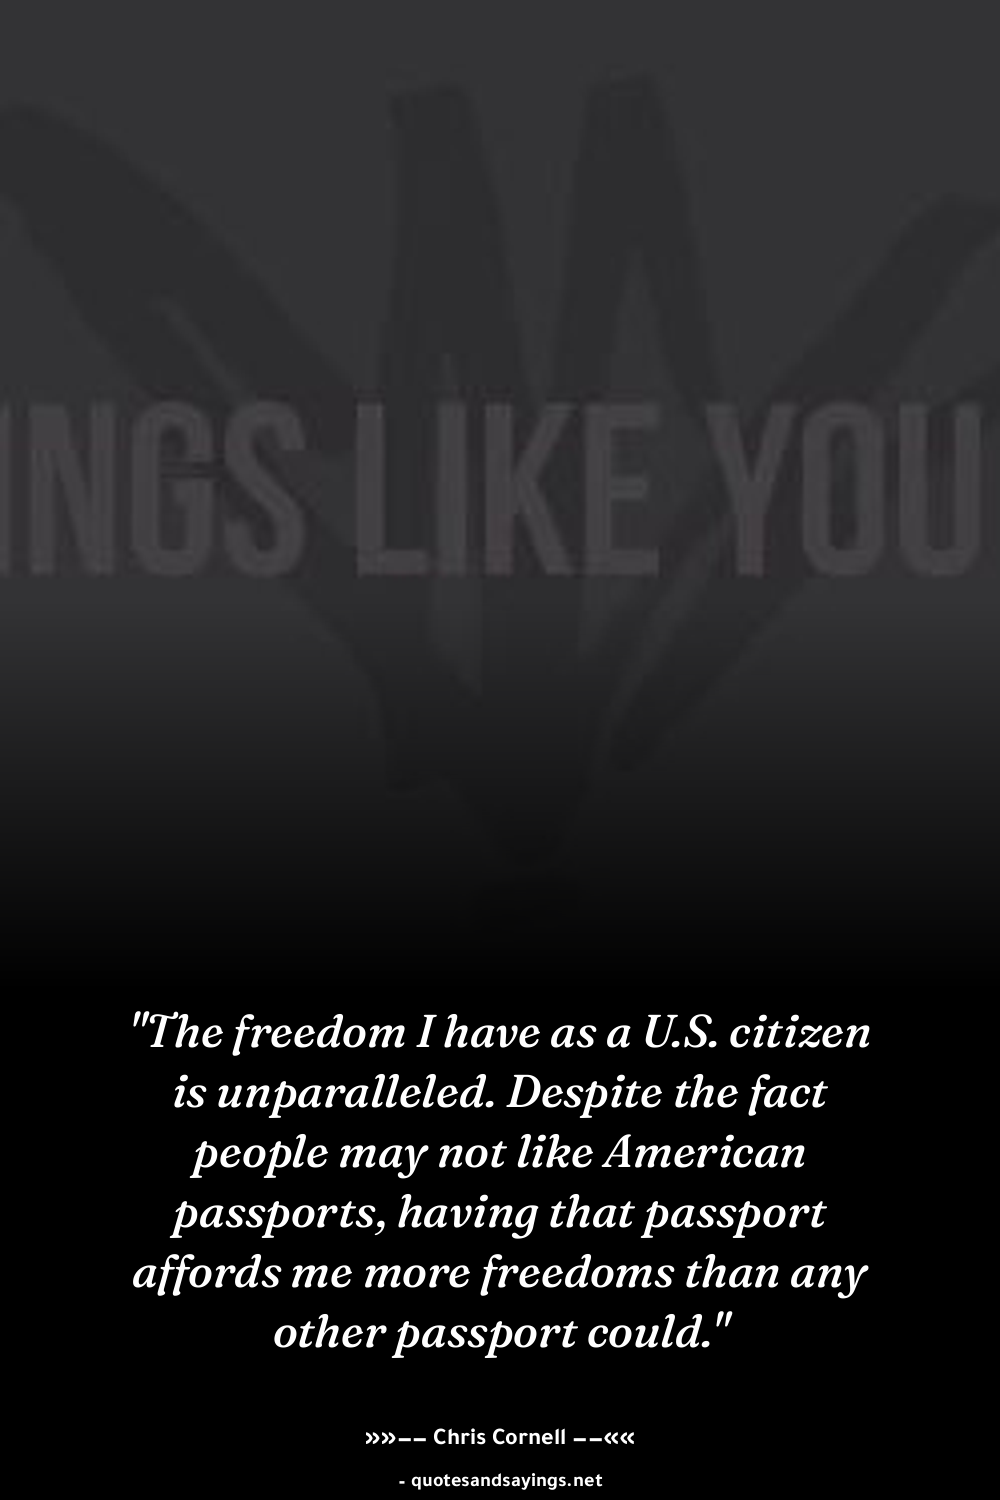 INGS LIKE YOU
"The freedom I have as a U.S. citizen
is unparalleled. Despite the fact
people may not like American
passports, having that passport
affords me more freedoms than any
other passport could."
»»–– Chris Cornell ––««
- quotesandsayings.net